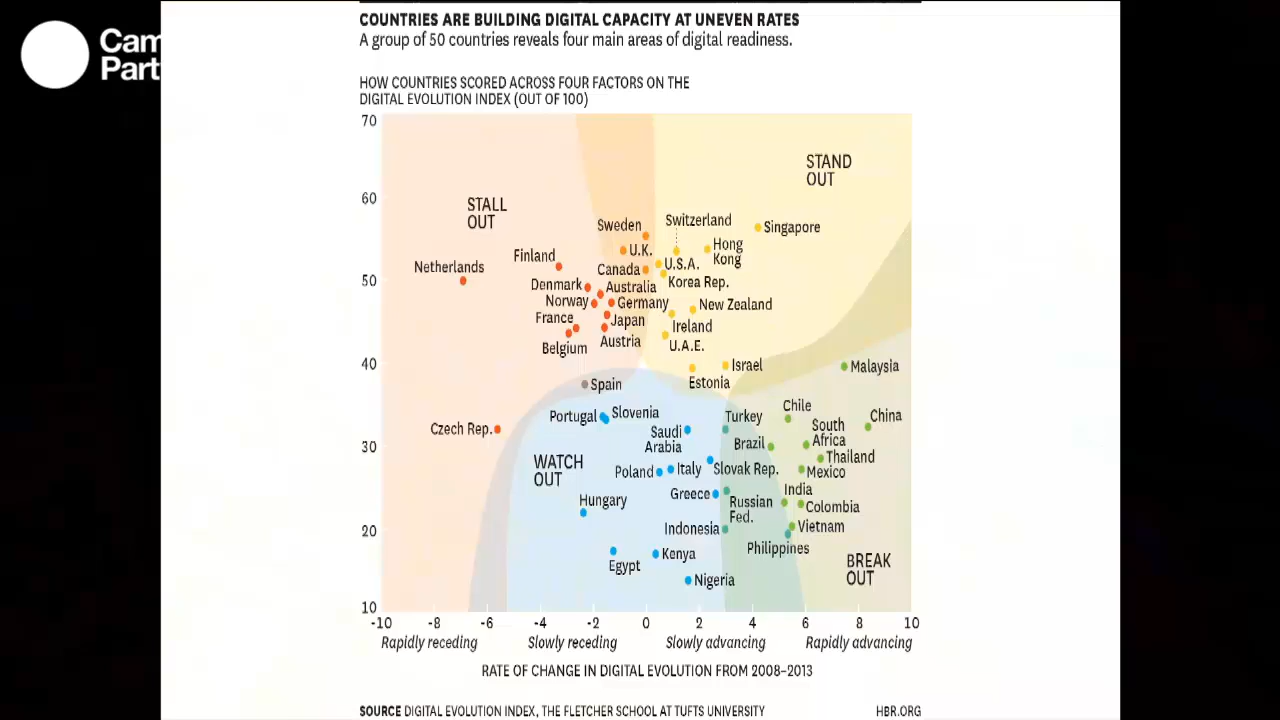 Cam
Part
COUNTRIES ARE BUILDING DIGITAL CAPACITY AT UNEVEN RATES
A group of 50 countries reveals four main areas of digital readiness.
HOW COUNTRIES SCORED ACROSS FOUR FACTORS ON THE
DIGITAL EVOLUTION INDEX (OUT OF 100)
70
60
50
40
30
20
10
STALL
OUT
STAND
OUT
Sweden
Switzerland
Singapore
U.K.
Hong
Kong
Finland
Netherlands
Canada
U.S.A.
Korea Rep.
Denmark
Australia
Norway
Germany
New Zealand
France
Japan
Ireland
Belgium
Austria
U.A.E.
Israel
Malaysia
Spain
Estonia
Portugal
Slovenia
Turkey
Chile
China
Czech Rep.
Saudi
Arabia
Brazil
South
Africa
Thailand
WATCH
OUT
Poland
Italy
Slovak Rep.
Mexico
Hungary
Greece
Russian
Fed.
India
Colombia
Indonesia
Vietnam
Philippines
Egypt
Kenya
Nigeria
BREAK
OUT
-10 -8 -6 -4 -2 0 2 4 6 8 10
Rapidly receding Slowly receding Slowly advancing Rapidly advancing
RATE OF CHANGE IN DIGITAL EVOLUTION FROM 2008–2013
SOURCE DIGITAL EVOLUTION INDEX, THE FLETCHER SCHOOL AT TUFTS UNIVERSITY HBR.ORG